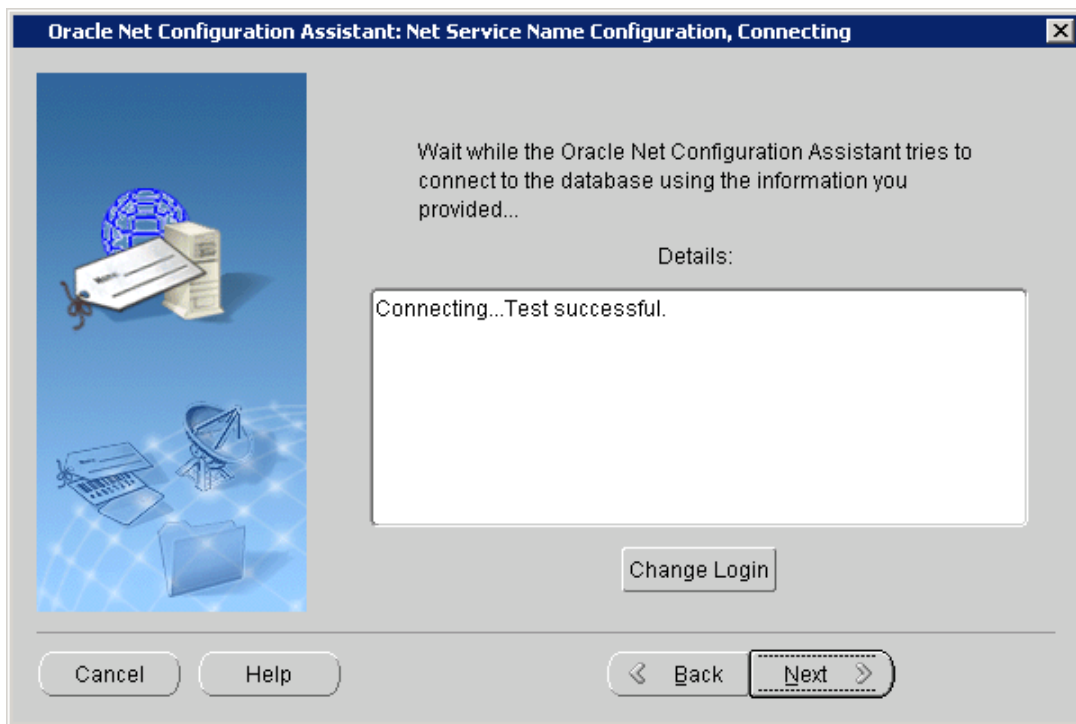 Oracle Net Configuration Assistant: Net Service Name Configuration, Connecting
Wait while the Oracle Net Configuration Assistant tries to
connect to the database using the information you
provided...
Details:
Connecting...Test successful.
Change Login
Cancel
Help
Back
Next